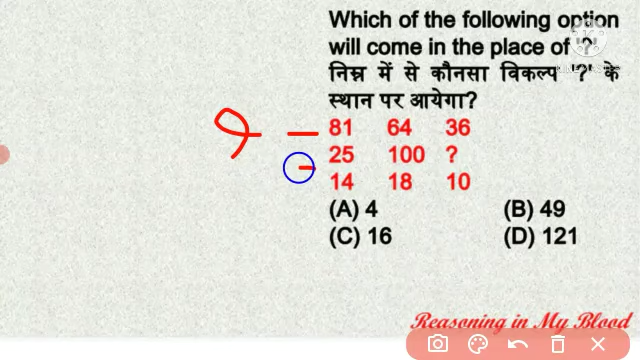 Which of the following option
will come in the place of '?'
निम्न में से कौनसा विकल्प '?' के
स्थान पर आयेगा?
9 81 64 36
25 100 ?
14 18 10
(A) 4 (B) 49
(C) 16 (D) 121
Reasoning in My Blood